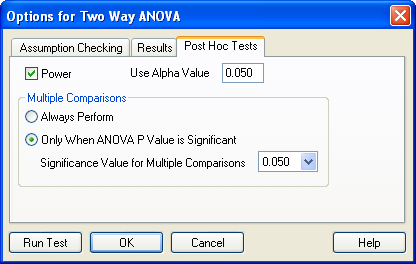 Options for Two Way ANOVA
Assumption Checking Results Post Hoc Tests
Power Use Alpha Value 0.050
Multiple Comparisons
Always Perform
Only When ANOVA P Value is Significant
Significance Value for Multiple Comparisons 0.050
Run Test OK Cancel Help